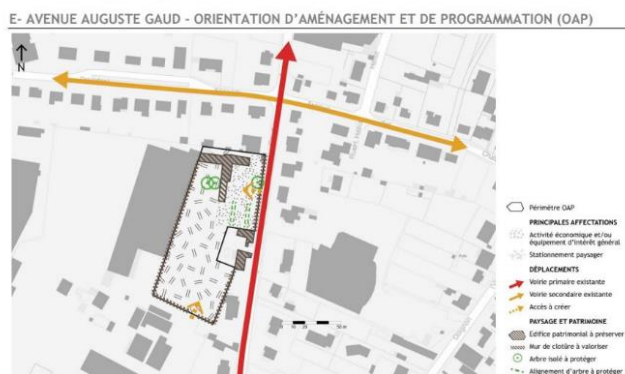 E- AVENUE AUGUSTE GAUD - ORIENTATION D’AMÉNAGEMENT ET DE PROGRAMMATION (OAP)
N
50 m
Périmètre OAP
PRINCIPALES AFFECTATIONS
Activité économique et/ou
équipement d'intérêt général
Stationnement paysager
DÉPLACEMENTS
Voirie primaire existante
Voirie secondaire existante
Accès à créer
PAYSAGE ET PATRIMOINE
Edifice patrimonial à préserver
Mur de clôture à valoriser
Arbre isolé à protéger
Alignement d'arbre à protéger